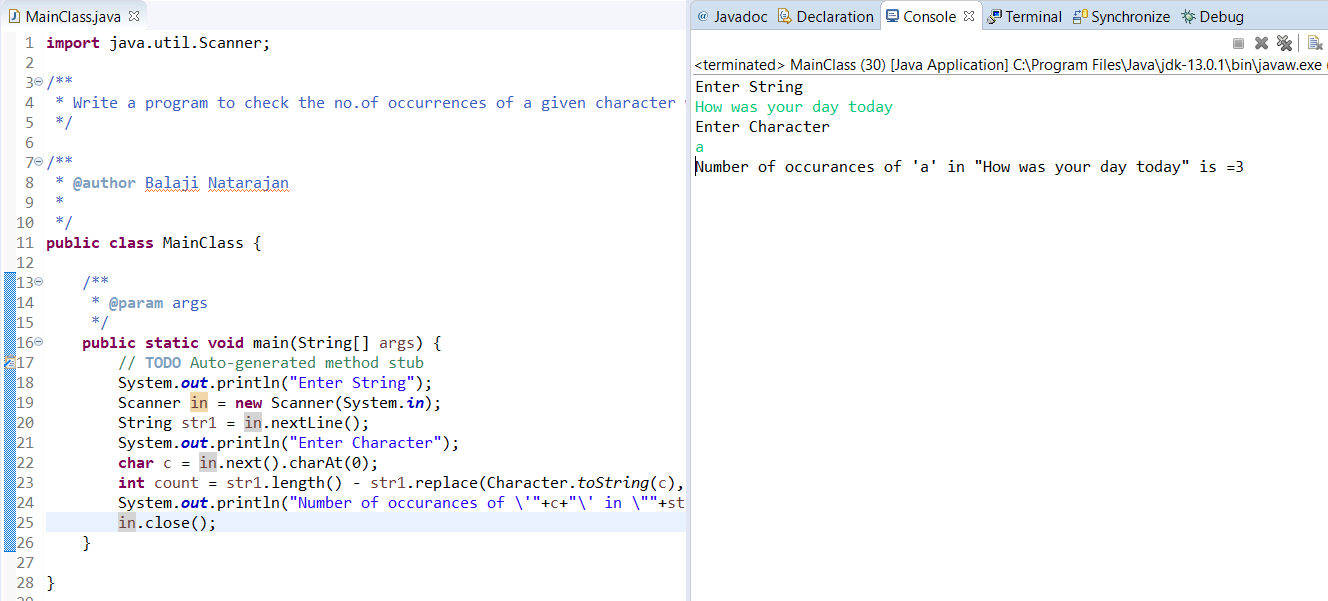 MainClass.java
1 import java.util.Scanner;
2
3 /**
4 * Write a program to check the no.of occurrences of a given character
5 */
6
7 /**
8 * @author Balaji Natarajan
9 *
10 */
11 public class MainClass {
12
13 /**
14 * @param args
15 */
16 public static void main(String[] args) {
17 // TODO Auto-generated method stub
18 System.out.println("Enter String");
19 Scanner in = new Scanner(System.in);
20 String str1 = in.nextLine();
21 System.out.println("Enter Character");
22 char c = in.next().charAt(0);
23 int count = str1.length() - str1.replace(Character.toString(c),
24 System.out.println("Number of occurances of \'"+c+"\' in \""+st
25 in.close();
26 }
27
28 }
@ Javadoc Declaration Console Terminal Synchronize Debug
<terminated> MainClass (30) [Java Application] C:\Program Files\Java\jdk-13.0.1\bin\javaw.exe
Enter String
How was your day today
Enter Character
a
Number of occurances of 'a' in "How was your day today" is =3